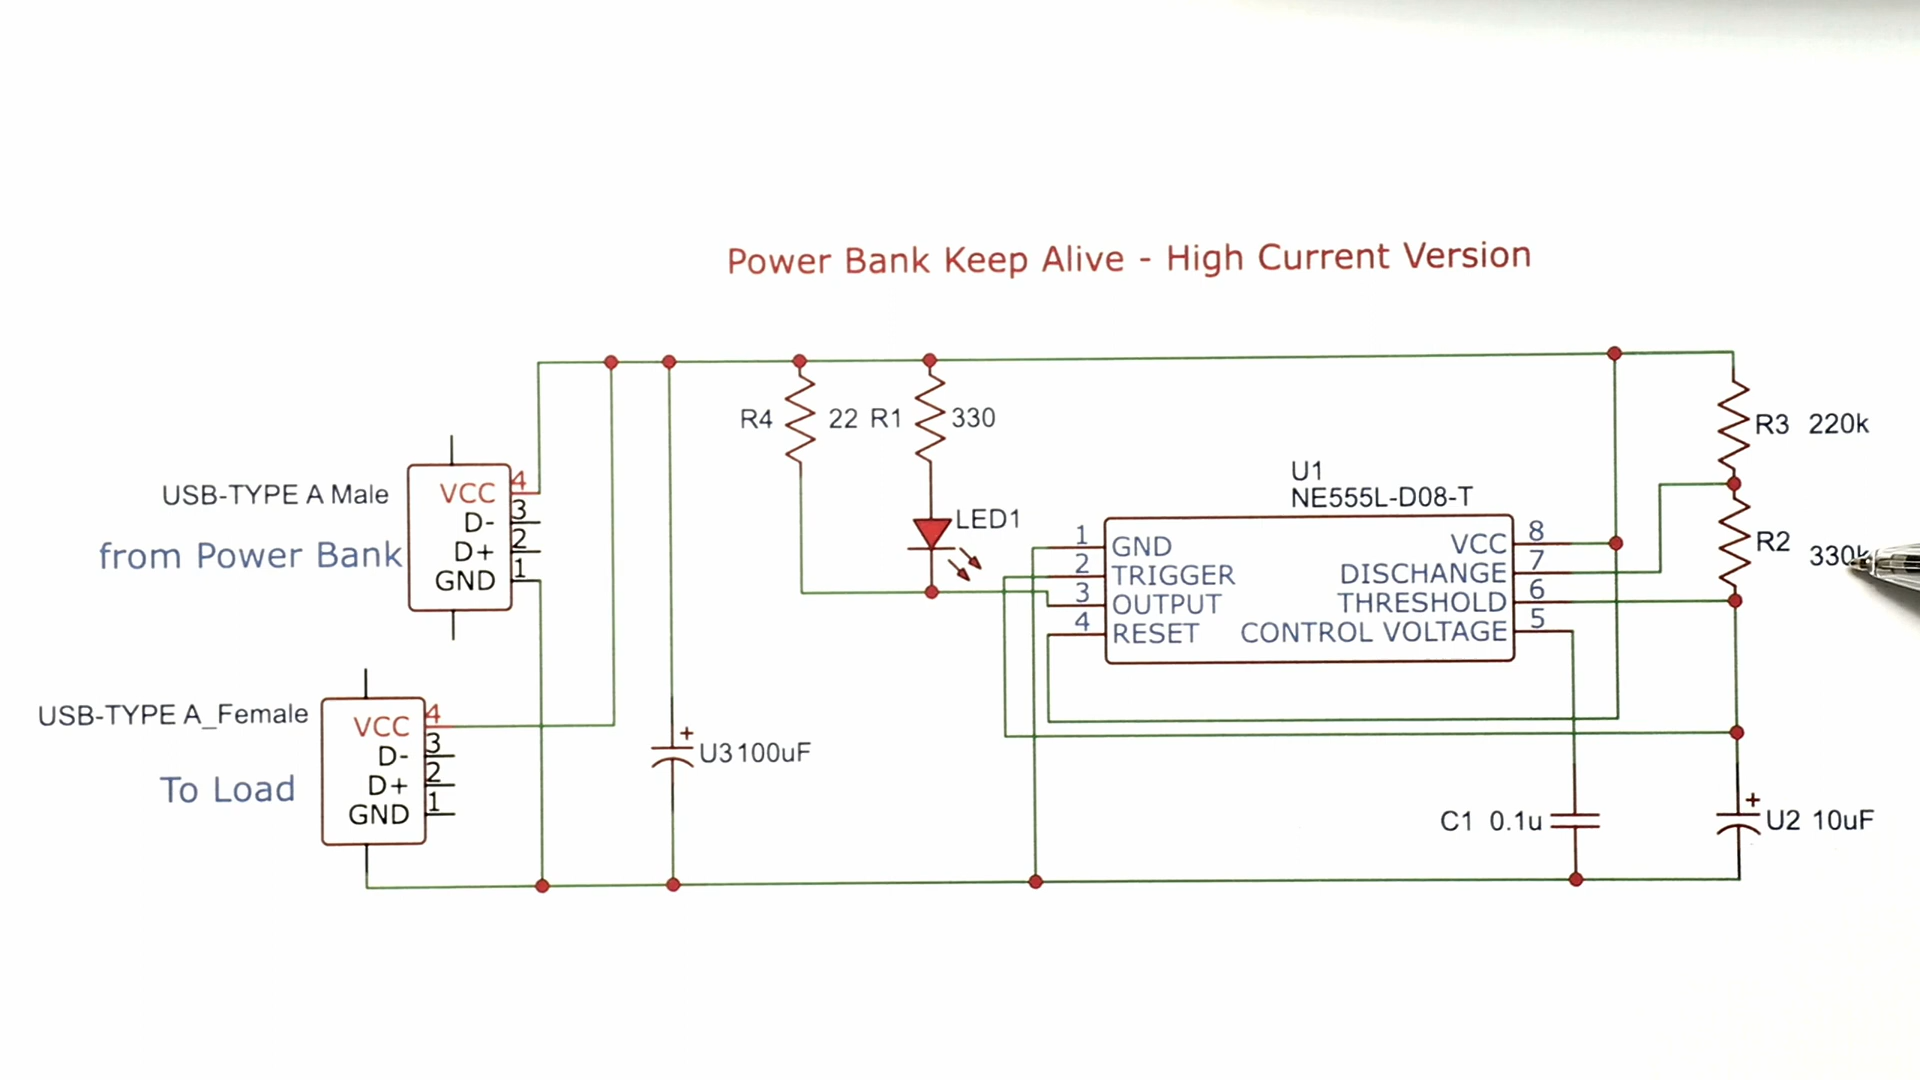 Power Bank Keep Alive - High Current Version
R4 22 R1 330
R3 220k
USB-TYPE A Male
from Power Bank
VCC 4
D- 3
D+ 2
GND 1
LED1
U1
NE555L-D08-T
1 GND
2 TRIGGER
3 OUTPUT
4 RESET
VCC 8
DISCHANGE 7
THRESHOLD 6
CONTROL VOLTAGE 5
R2 330k
USB-TYPE A_Female
To Load
VCC 4
D- 3
D+ 2
GND 1
+
U3 100uF
C1 0.1u
+
U2 10uF